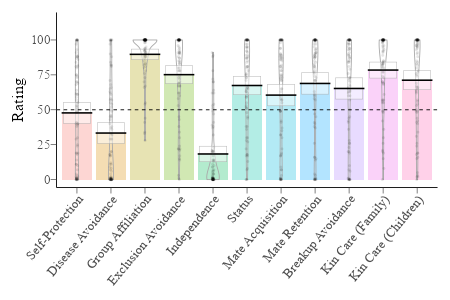 Rating
100
75
50
25
0
Self-Protection
Disease Avoidance
Group Affiliation
Exclusion Avoidance
Independence
Status
Mate Acquisition
Mate Retention
Breakup Avoidance
Kin Care (Family)
Kin Care (Children)